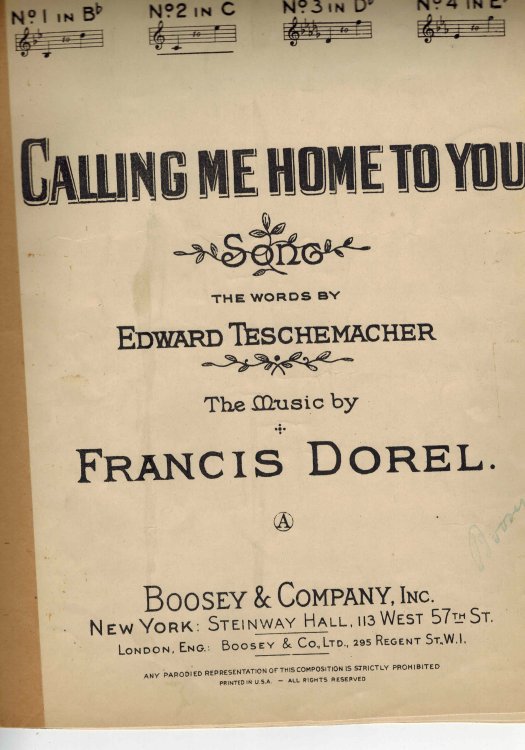 No. 1 IN B♭ No. 2 IN C No. 3 IN D♭ No. 4 IN E♭
CALLING ME HOME TO YOU
Song
THE WORDS BY
EDWARD TESCHEMACHER
The Music by
FRANCIS DOREL.
A
Boosey
BOOSEY & COMPANY, INC.
NEW YORK: STEINWAY HALL, 113 WEST 57TH ST.
LONDON, ENG.: BOOSEY & CO., LTD., 295 REGENT ST., W.1.
ANY PARODIED REPRESENTATION OF THIS COMPOSITION IS STRICTLY PROHIBITED
PRINTED IN U.S.A. — ALL RIGHTS RESERVED